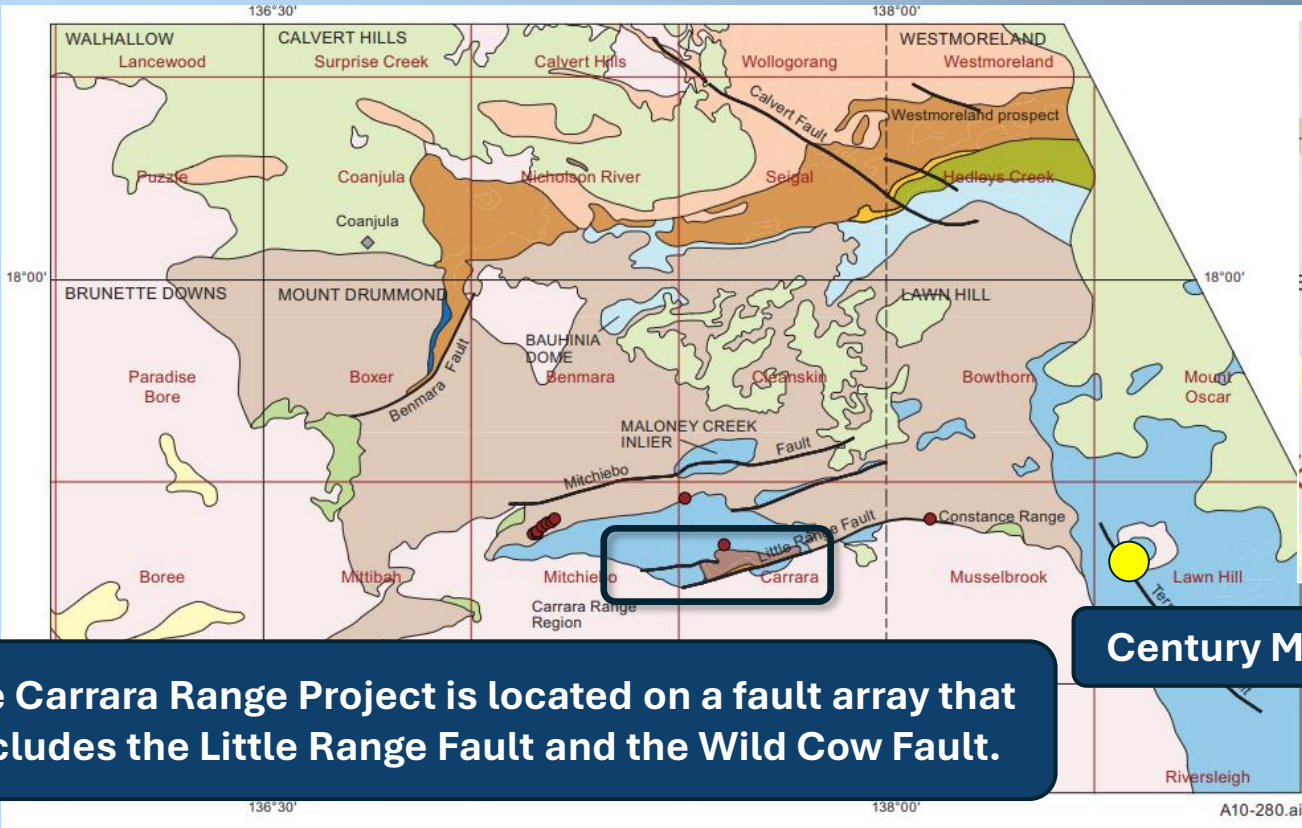 136°30'
138°00'
WALHALLOW
CALVERT HILLS
WESTMORELAND
Lancewood
Surprise Creek
Calvert Hills
Wollogorang
Westmoreland
Calvert Fault
Westmoreland prospect
Puzzle
Coanjula
Nicholson River
Seigal
Hedleys Creek
Coanjula
18°00'
18°00'
BRUNETTE DOWNS
MOUNT DRUMMOND
LAWN HILL
BAUHINIA
DOME
Paradise
Bore
Boxer
Benmara Fault
Benmara
Cleanskin
Bowthorn
Mount
Oscar
MALONEY CREEK
INLIER
Mitchiebo
Fault
Little Range Fault
Constance Range
Boree
Mittibah
Mitchiebo
Carrara
Musselbrook
Lawn Hill
Carrara Range
Region
Century M
Carrara Range Project is located on a fault array that
cludes the Little Range Fault and the Wild Cow Fault.
Riversleigh
136°30'
138°00'
A10-280.ai